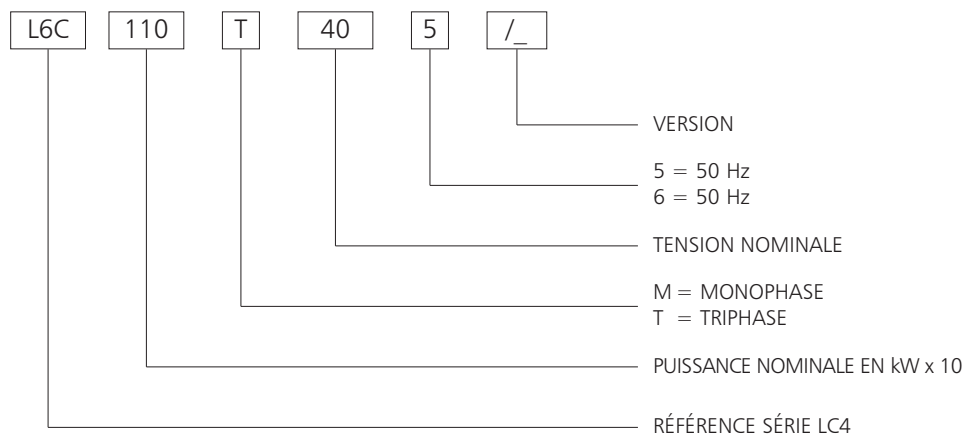 L6C 110 T 40 5 /_
VERSION
5 = 50 Hz
6 = 50 Hz
TENSION NOMINALE
M = MONOPHASE
T = TRIPHASE
PUISSANCE NOMINALE EN kW x 10
RÉFÉRENCE SÉRIE LC4